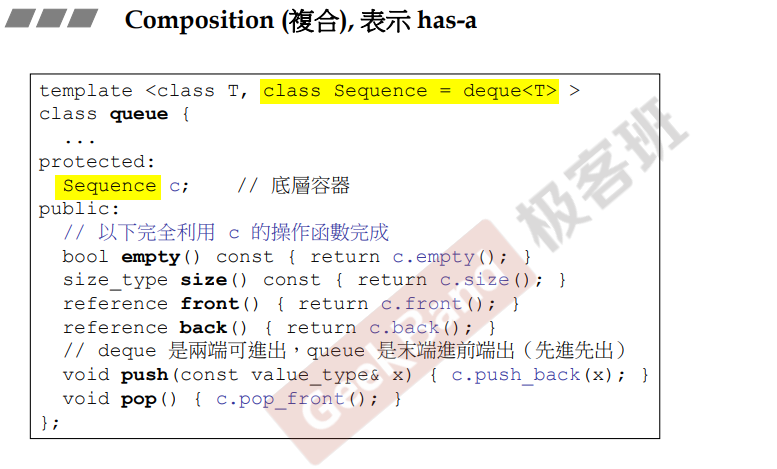 Composition (複合), 表示 has-a
template <class T, class Sequence = deque<T> >
class queue {
...
protected:
Sequence c; // 底層容器
public:
// 以下完全利用 c 的操作函數完成
bool empty() const { return c.empty(); }
size_type size() const { return c.size(); }
reference front() { return c.front(); }
reference back() { return c.back(); }
// deque 是兩端可進出，queue 是末端進前端出（先進先出）
void push(const value_type& x) { c.push_back(x); }
void pop() { c.pop_front(); }
};
GeekBand 极客班